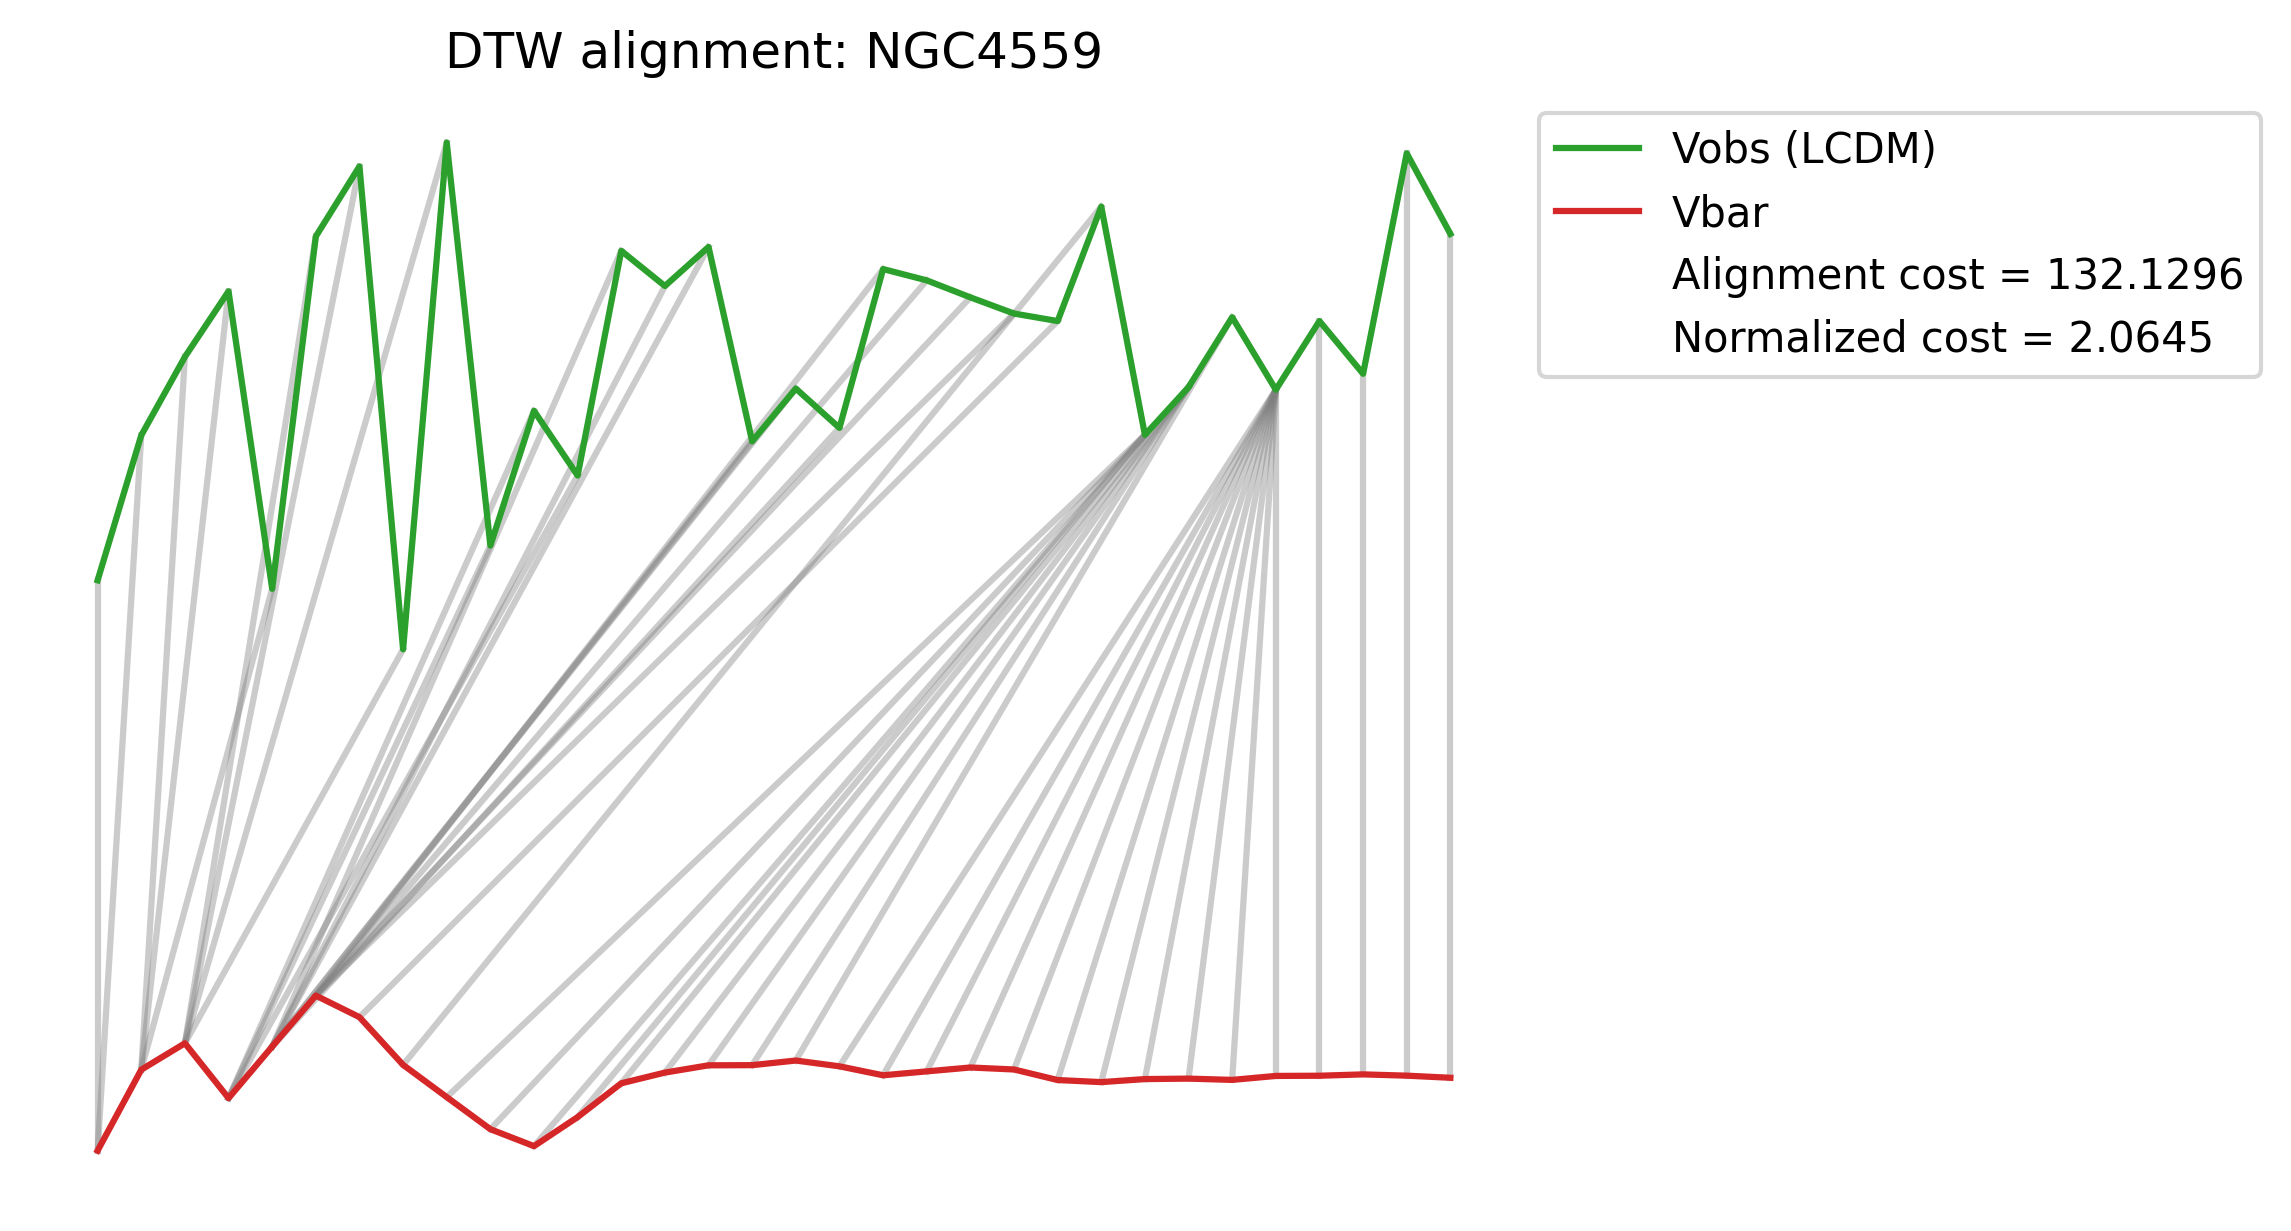 DTW alignment: NGC4559
Vobs (LCDM)
Vbar
Alignment cost = 132.1296
Normalized cost = 2.0645